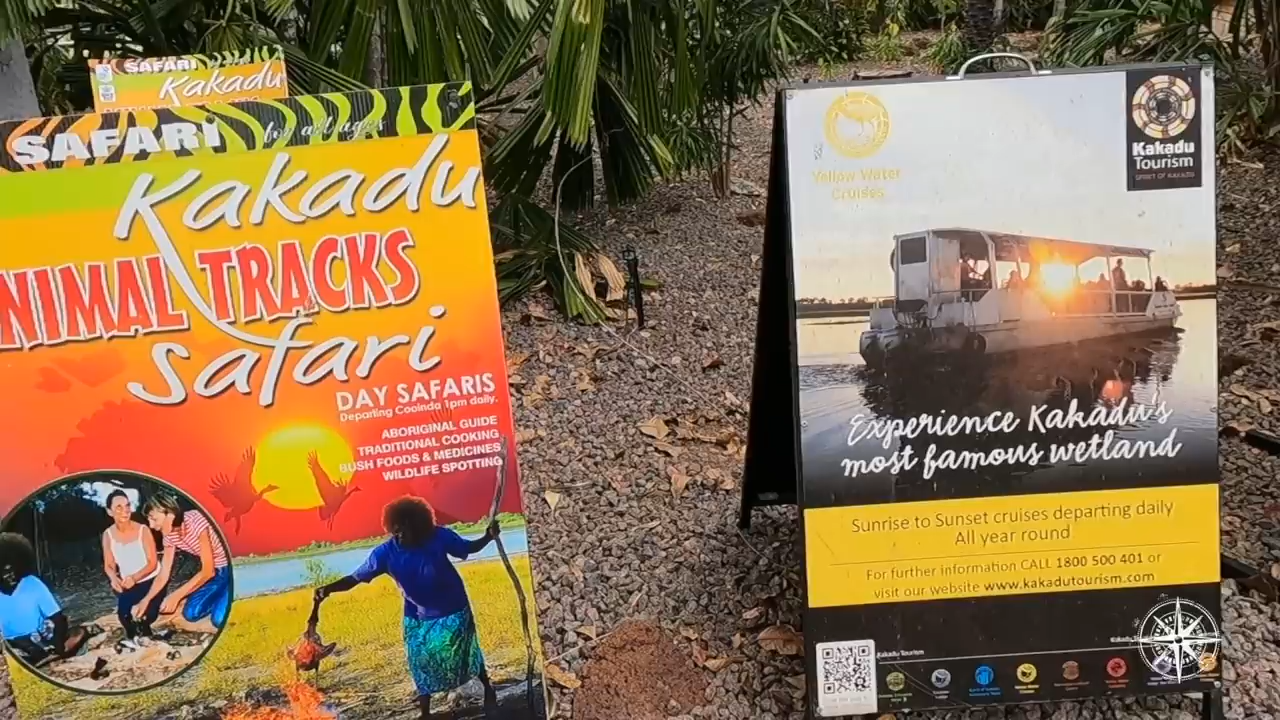 SAFARI
Kakadu
SAFARI for all ages
Kakadu
NIMAL TRACKS
Safari
DAY SAFARIS
Departing Cooinda 1pm daily.
ABORIGINAL GUIDE
TRADITIONAL COOKING
BUSH FOODS & MEDICINES
WILDLIFE SPOTTING
Yellow Water
Cruises
Kakadu
Tourism
SPIRIT OF KAKADU
Experience Kakadu's
most famous wetland
Sunrise to Sunset cruises departing daily
All year round
For further information CALL 1800 500 401 or
visit our website www.kakadutourism.com
Kakadu Tourism